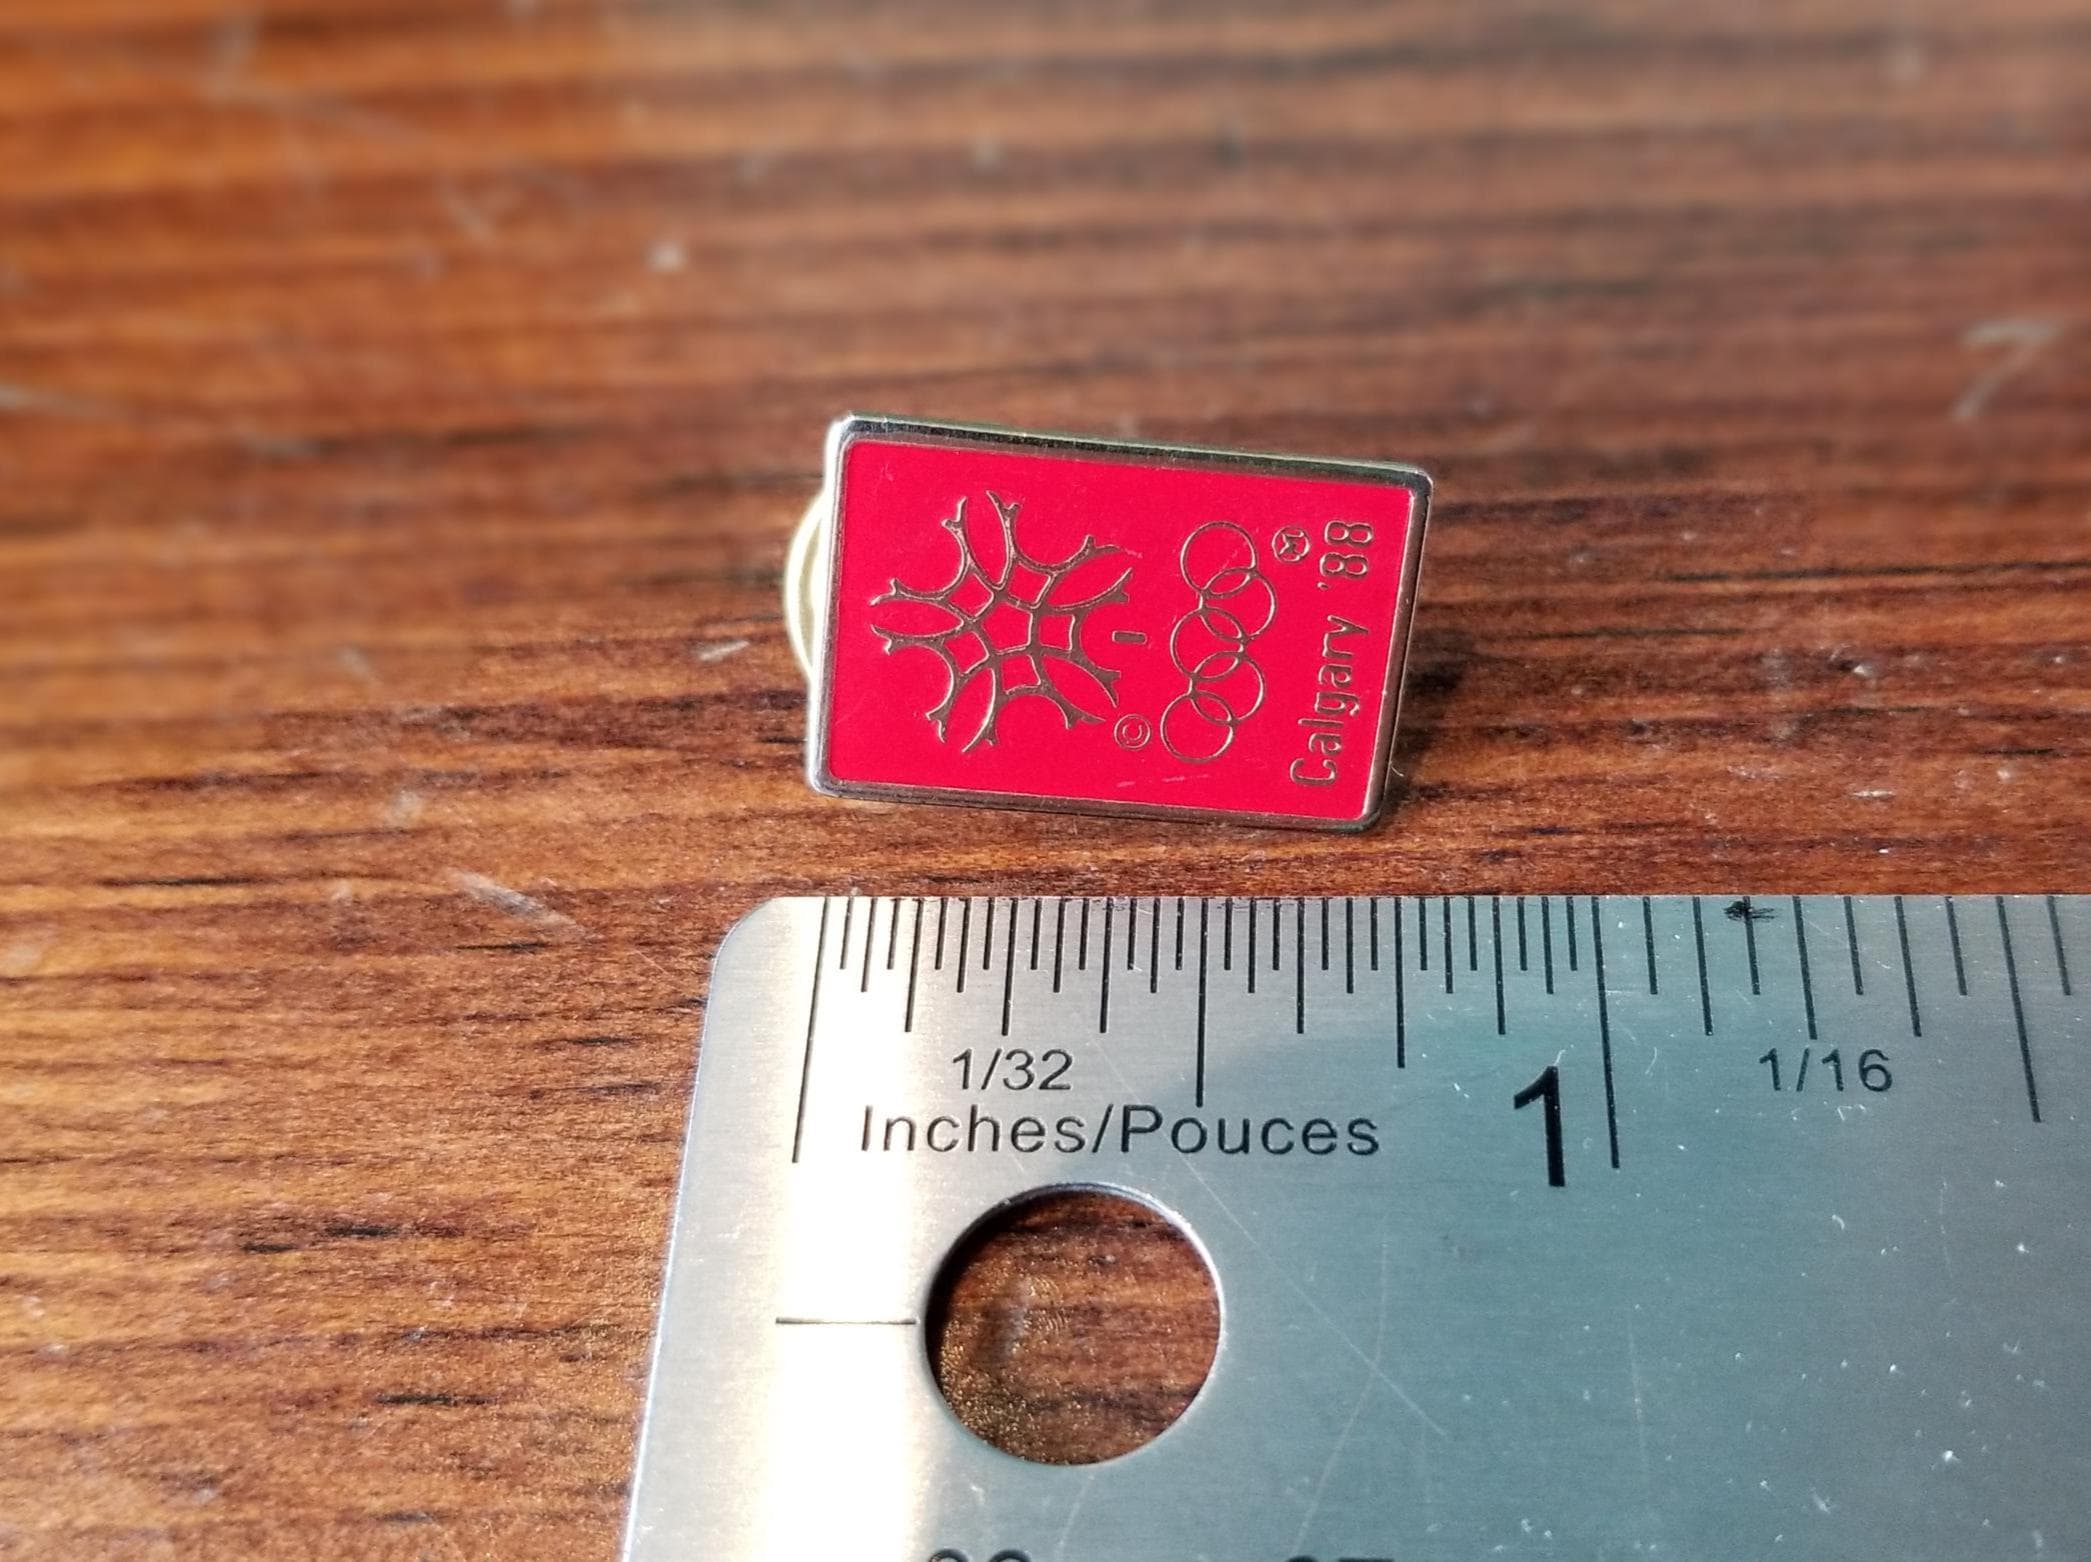 ©
Ⓜ
Calgary '88
1/32
1/16
Inches/Pouces
1